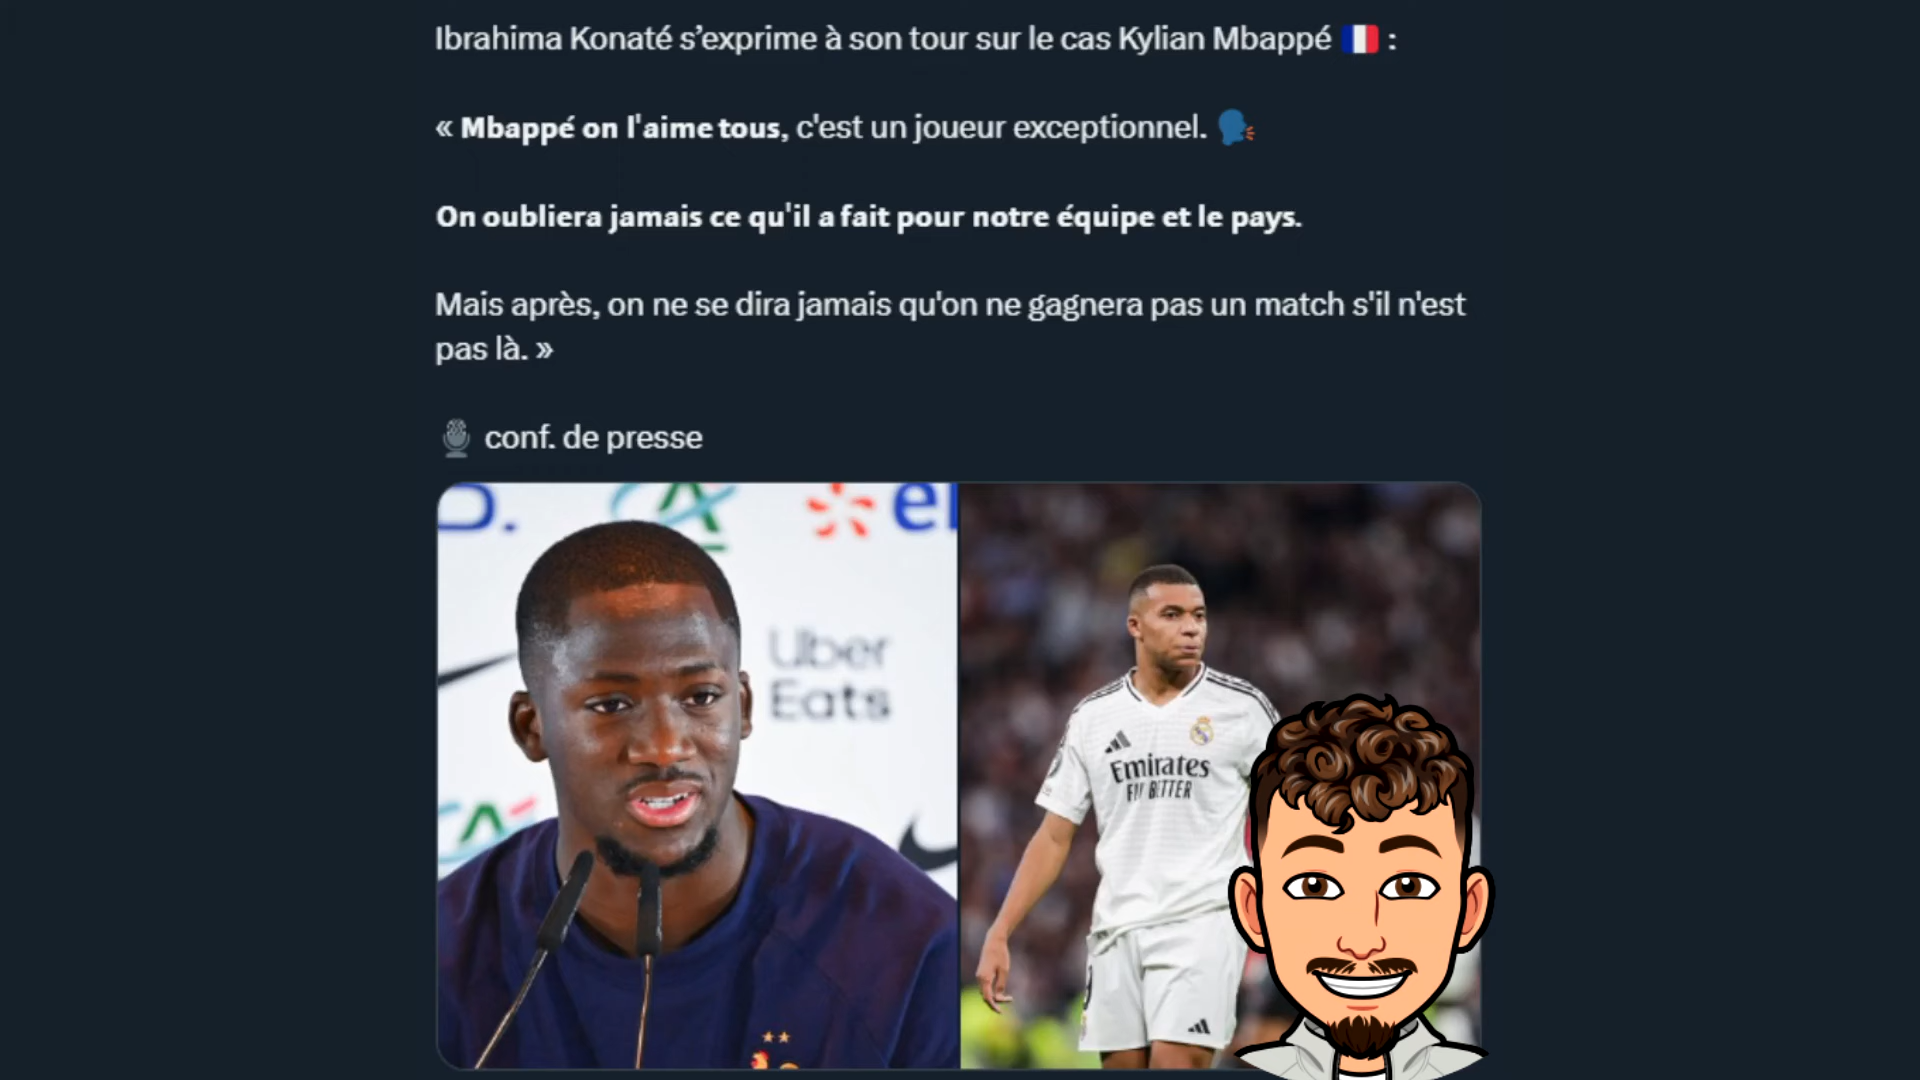 Ibrahima Konaté s’exprime à son tour sur le cas Kylian Mbappé 🇫🇷 :
« Mbappé on l'aime tous, c'est un joueur exceptionnel. 🗣️
On oubliera jamais ce qu'il a fait pour notre équipe et le pays.
Mais après, on ne se dira jamais qu'on ne gagnera pas un match s'il n'est
pas là. »
🎙️ conf. de presse
Uber
Eats
CA
Emirates
FLY BETTER